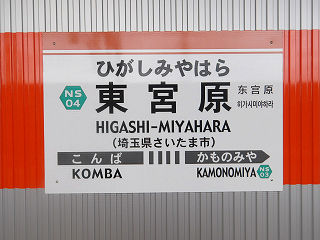 ひがしみやはら
NS
04
東宮原
东宫原
히가시미야하라
HIGASHI-MIYAHARA
(埼玉県さいたま市)
こんば
かものみや
KOMBA
KAMONOMIYA
NS
03